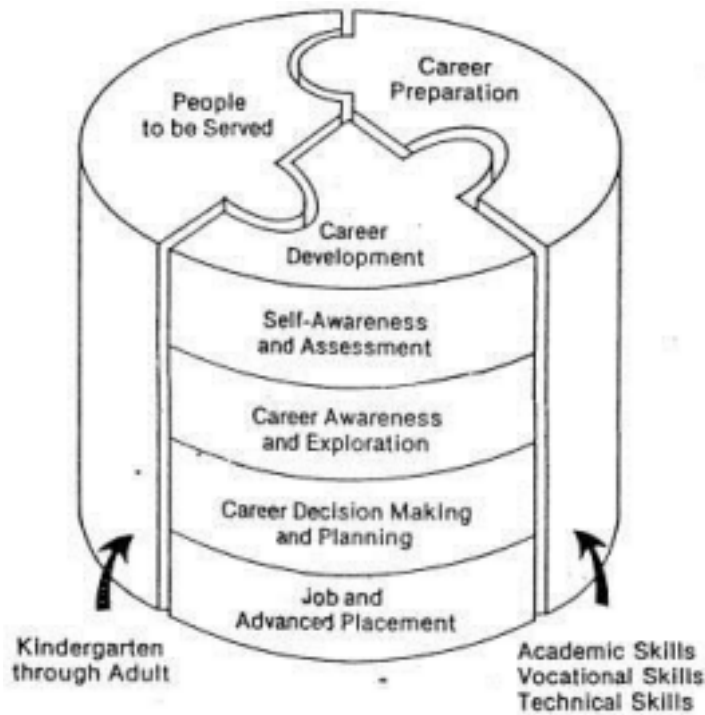 Career
Preparation
People
to be Served
Career
Development
Self-Awareness
and Assessment
Career Awareness
and Exploration
Career Decision Making
and Planning
Job and
Advanced Placement
Kindergarten
through Adult
Academic Skills
Vocational Skills
Technical Skills